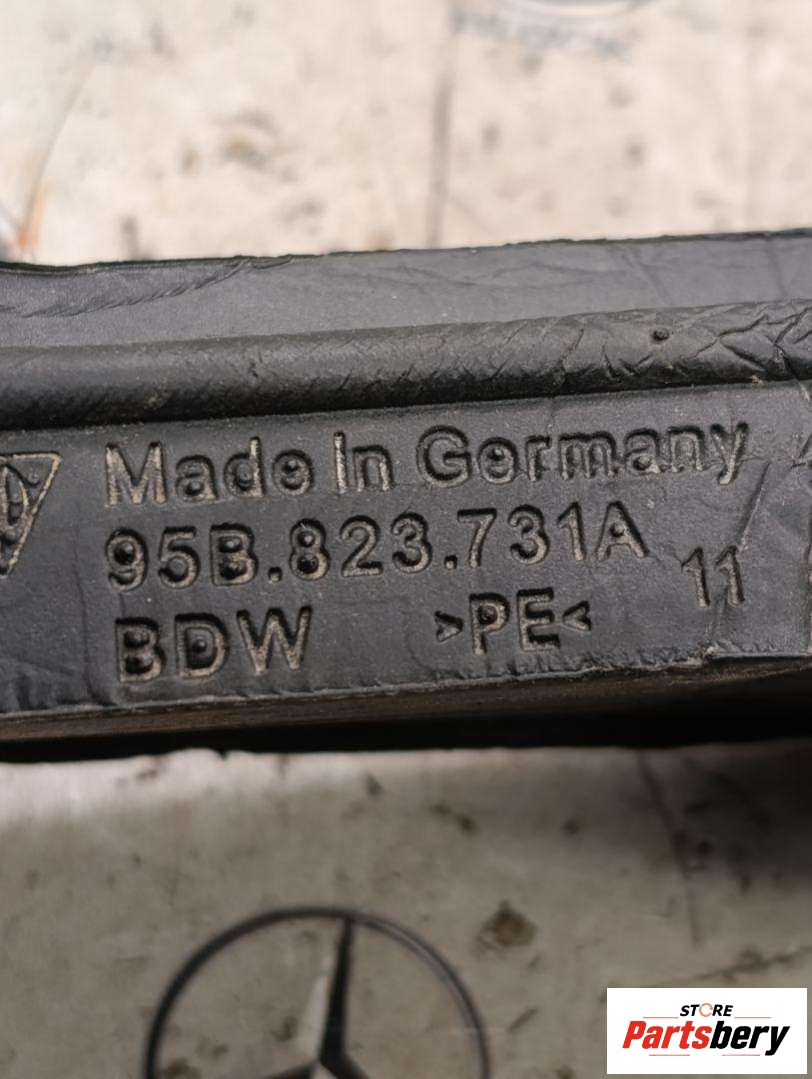 Made In Germany
95B.823.731A
BDW >PE< 11
STORE
Partsbery